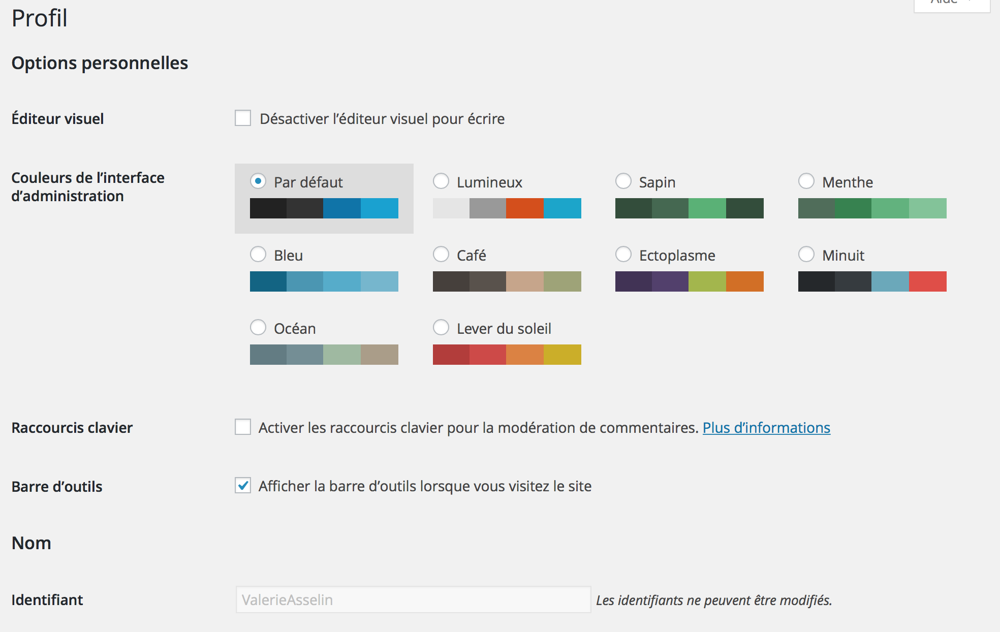 Aide
Profil
Options personnelles
Éditeur visuel
Désactiver l’éditeur visuel pour écrire
Couleurs de l’interface
d’administration
Par défaut
Lumineux
Sapin
Menthe
Bleu
Café
Ectoplasme
Minuit
Océan
Lever du soleil
Raccourcis clavier
Activer les raccourcis clavier pour la modération de commentaires. Plus d’informations
Barre d’outils
Afficher la barre d’outils lorsque vous visitez le site
Nom
Identifiant
ValerieAsselin
Les identifiants ne peuvent être modifiés.